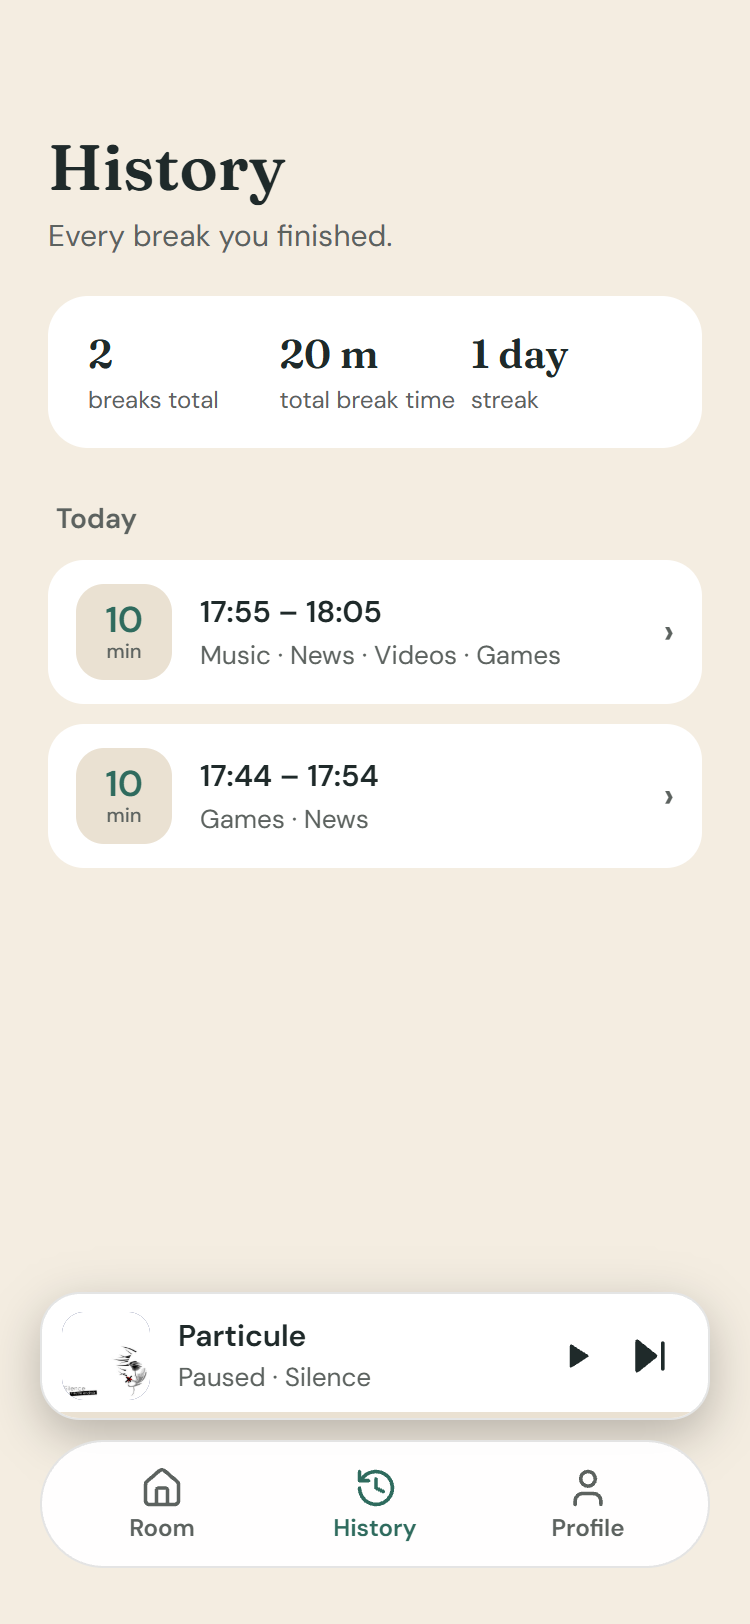 History
Every break you finished.
2
breaks total
20 m
total break time
1 day
streak
Today
10
min
17:55 – 18:05
Music · News · Videos · Games
›
10
min
17:44 – 17:54
Games · News
›
Particule
Paused · Silence
Room
History
Profile